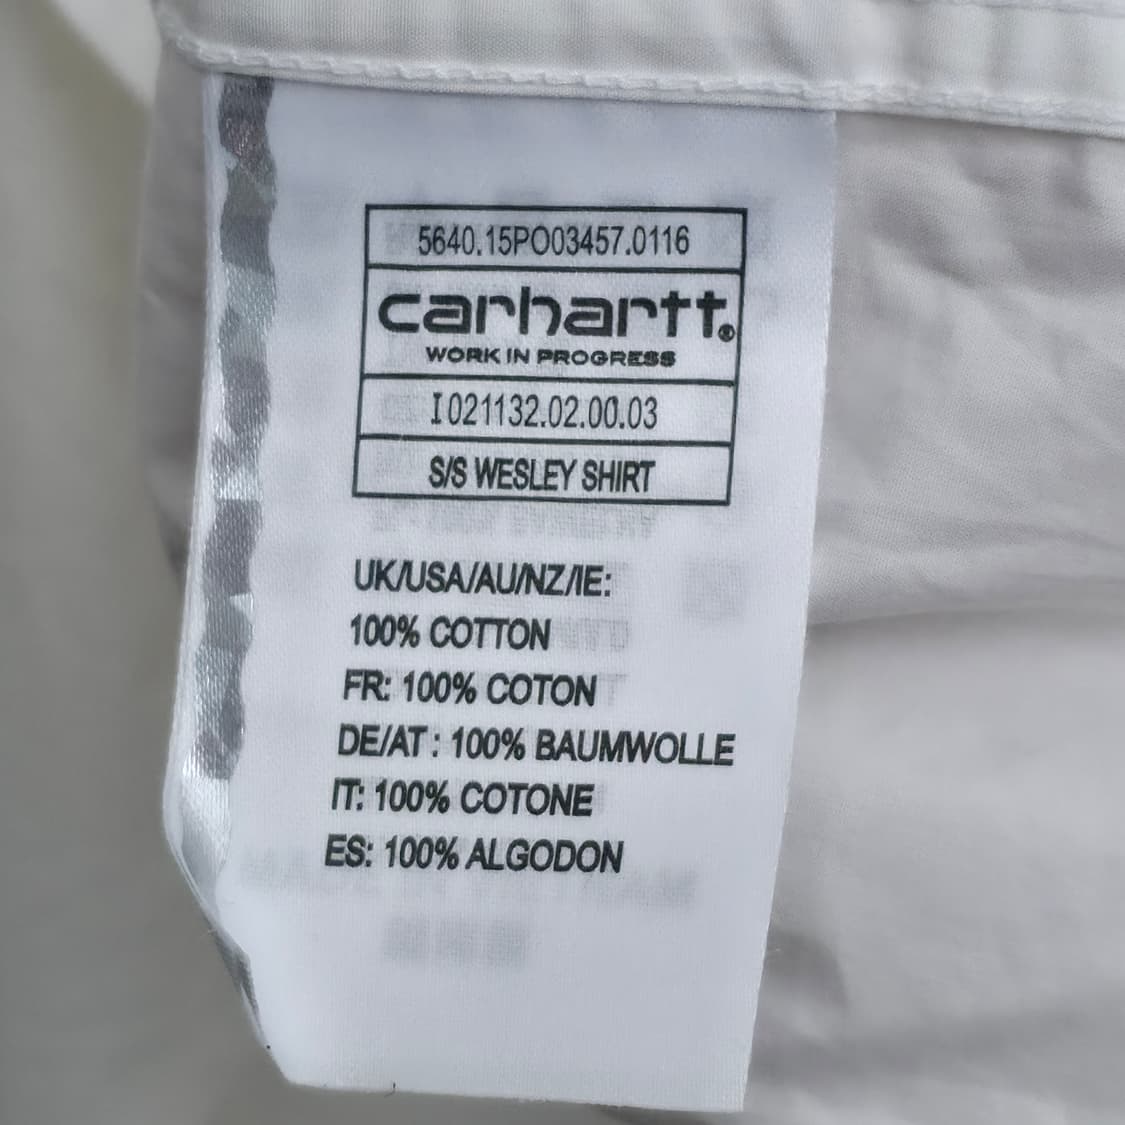 5640.15PO03457.0116
carhartt®
WORK IN PROGRESS
I021132.02.00.03
S/S WESLEY SHIRT
UK/USA/AU/NZ/IE:
100% COTTON
FR: 100% COTON
DE/AT : 100% BAUMWOLLE
IT: 100% COTONE
ES: 100% ALGODON